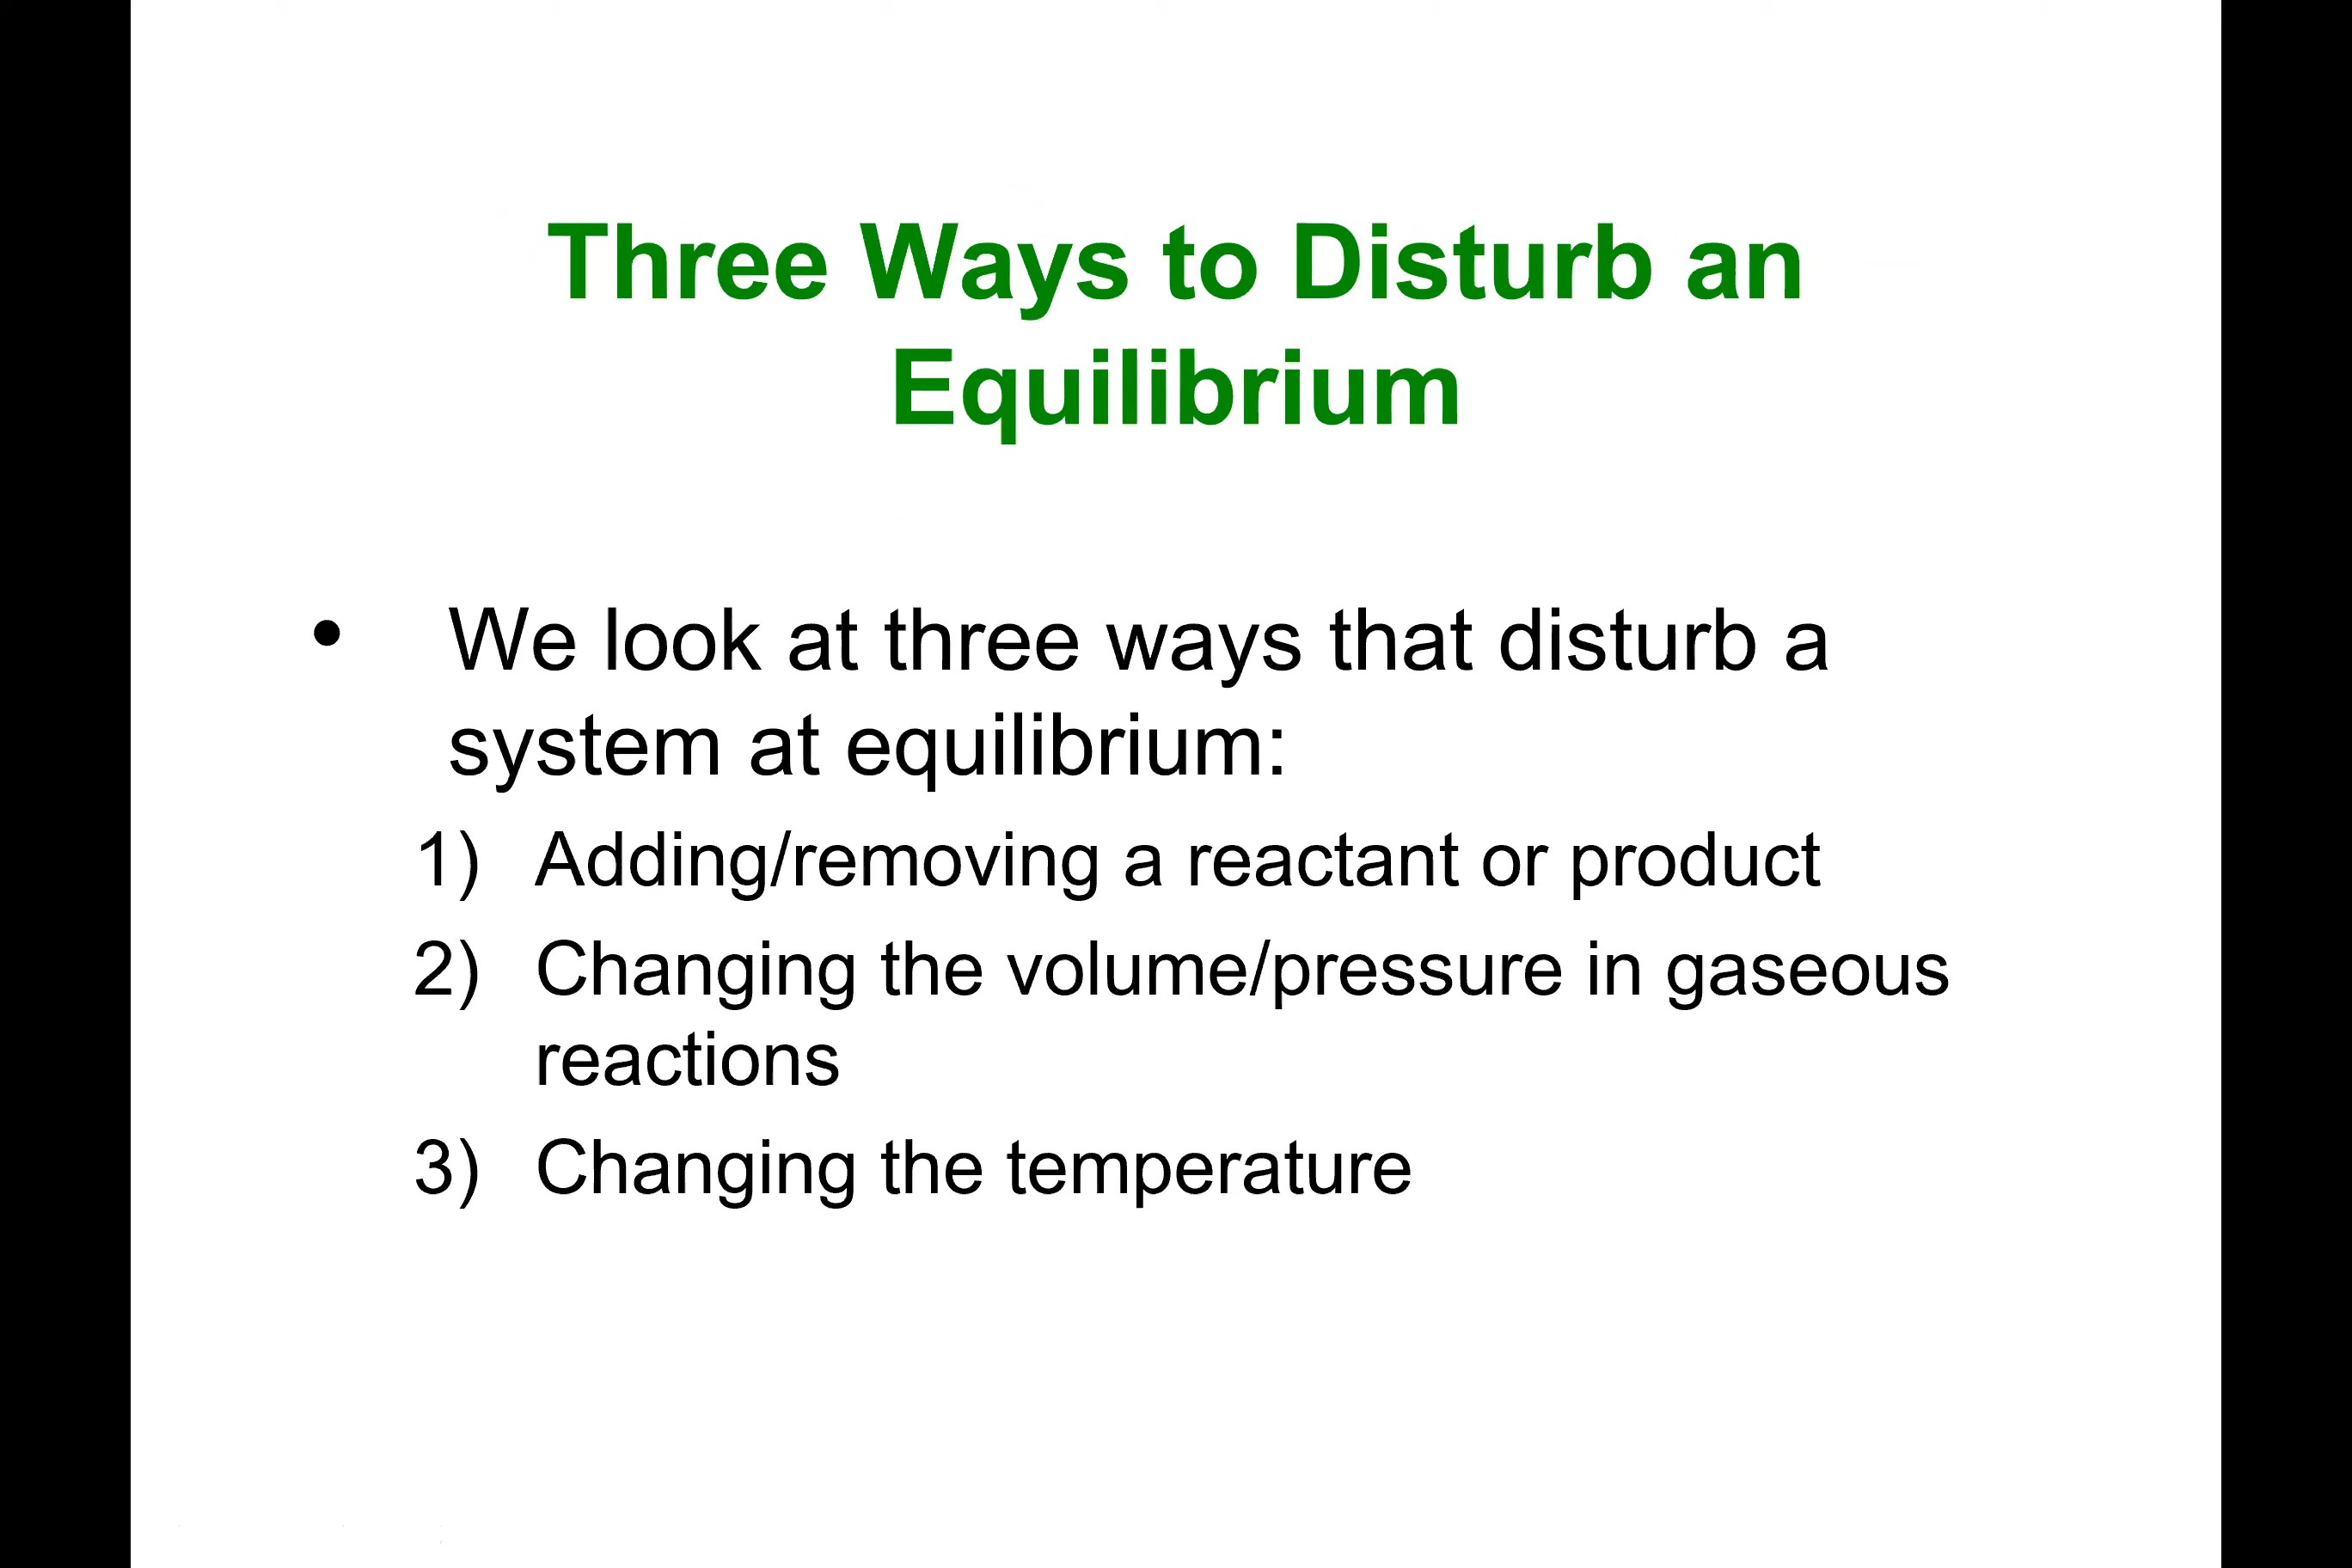 Three Ways to Disturb an
Equilibrium
• We look at three ways that disturb a
system at equilibrium:
1) Adding/removing a reactant or product
2) Changing the volume/pressure in gaseous
reactions
3) Changing the temperature